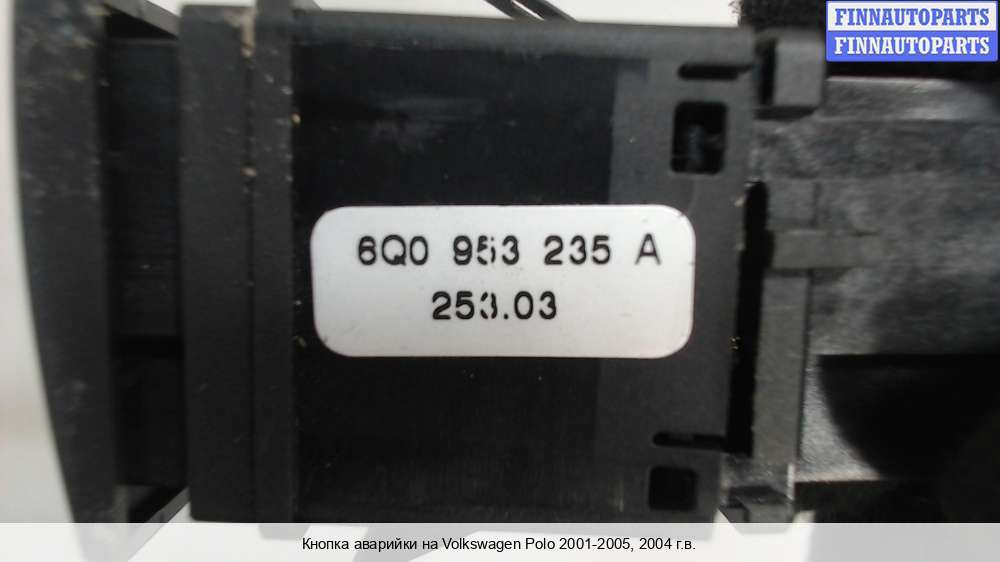 FINNAUTOPARTS
FINNAUTOPARTS
6Q0 953 235 A
253.03
Кнопка аварийки на Volkswagen Polo 2001-2005, 2004 г.в.